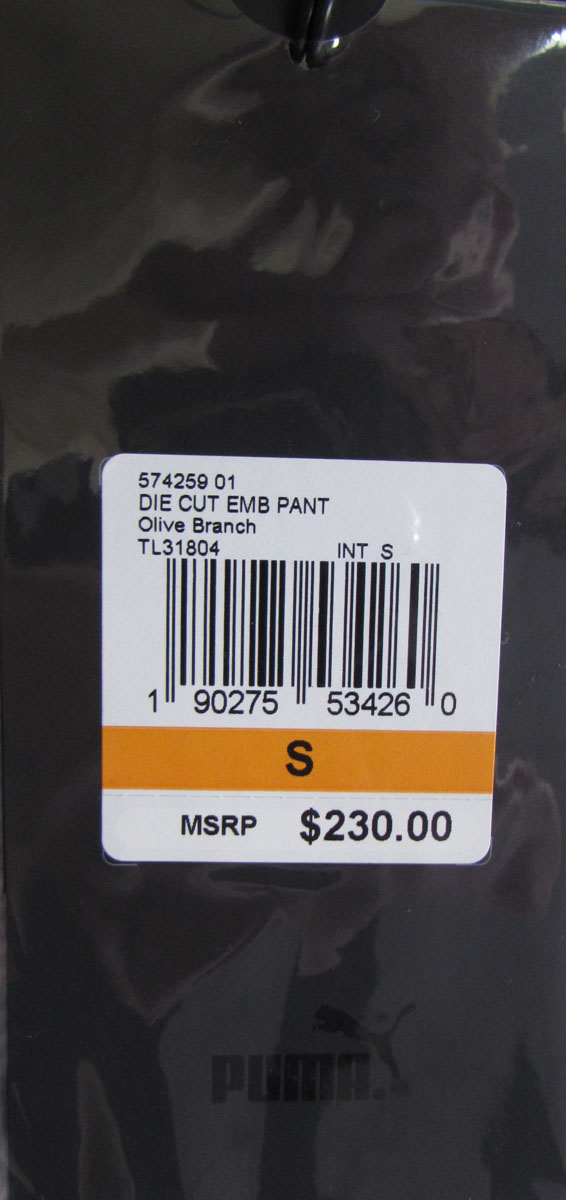 574259 01
DIE CUT EMB PANT
Olive Branch
TL31804 INT S
1 90275 53426 0
S
MSRP $230.00
PUMA